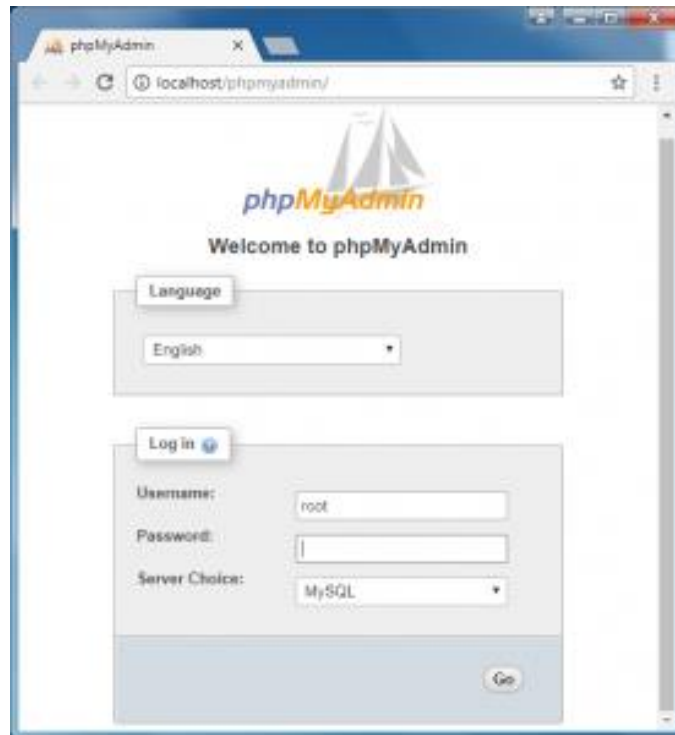 phpMyAdmin
localhost/phpmyadmin/
phpMyAdmin
Welcome to phpMyAdmin
Language
English
Log in
Username:
root
Password:
Server Choice:
MySQL
Go